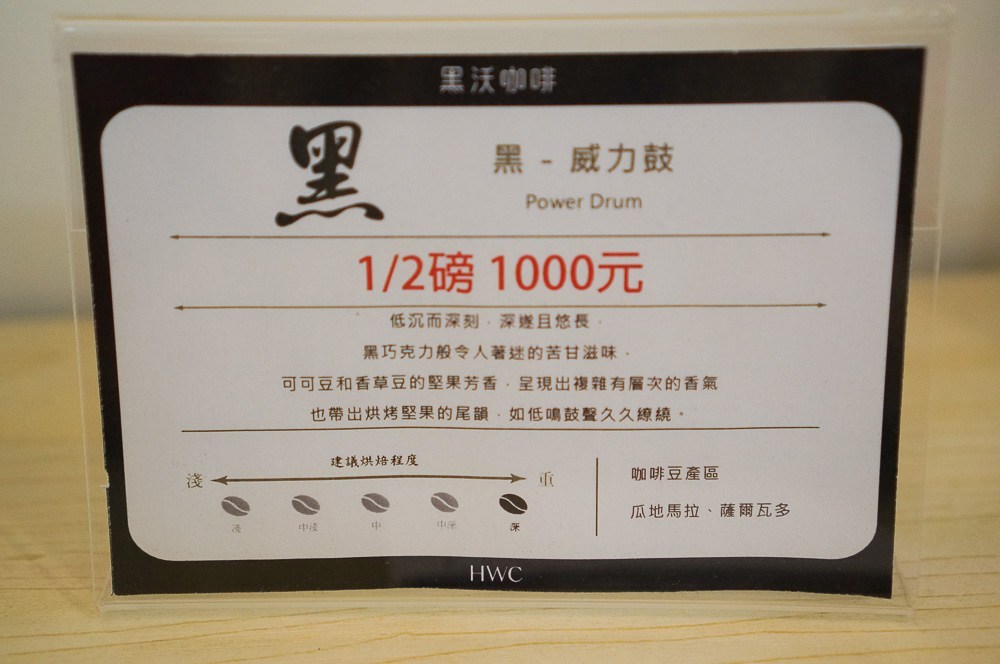 黑沃咖啡
黑
黑 - 威力鼓
Power Drum
1/2磅 1000元
低沉而深刻．深邃且悠長．
黑巧克力般令人著迷的苦甘滋味．
可可豆和香草豆的堅果芳香．呈現出複雜有層次的香氣
也帶出烘烤堅果的尾韻．如低鳴鼓聲久久繚繞。
建議烘焙程度
淺 重
淺 中淺 中 中深 深
咖啡豆產區
瓜地馬拉、薩爾瓦多
HWC